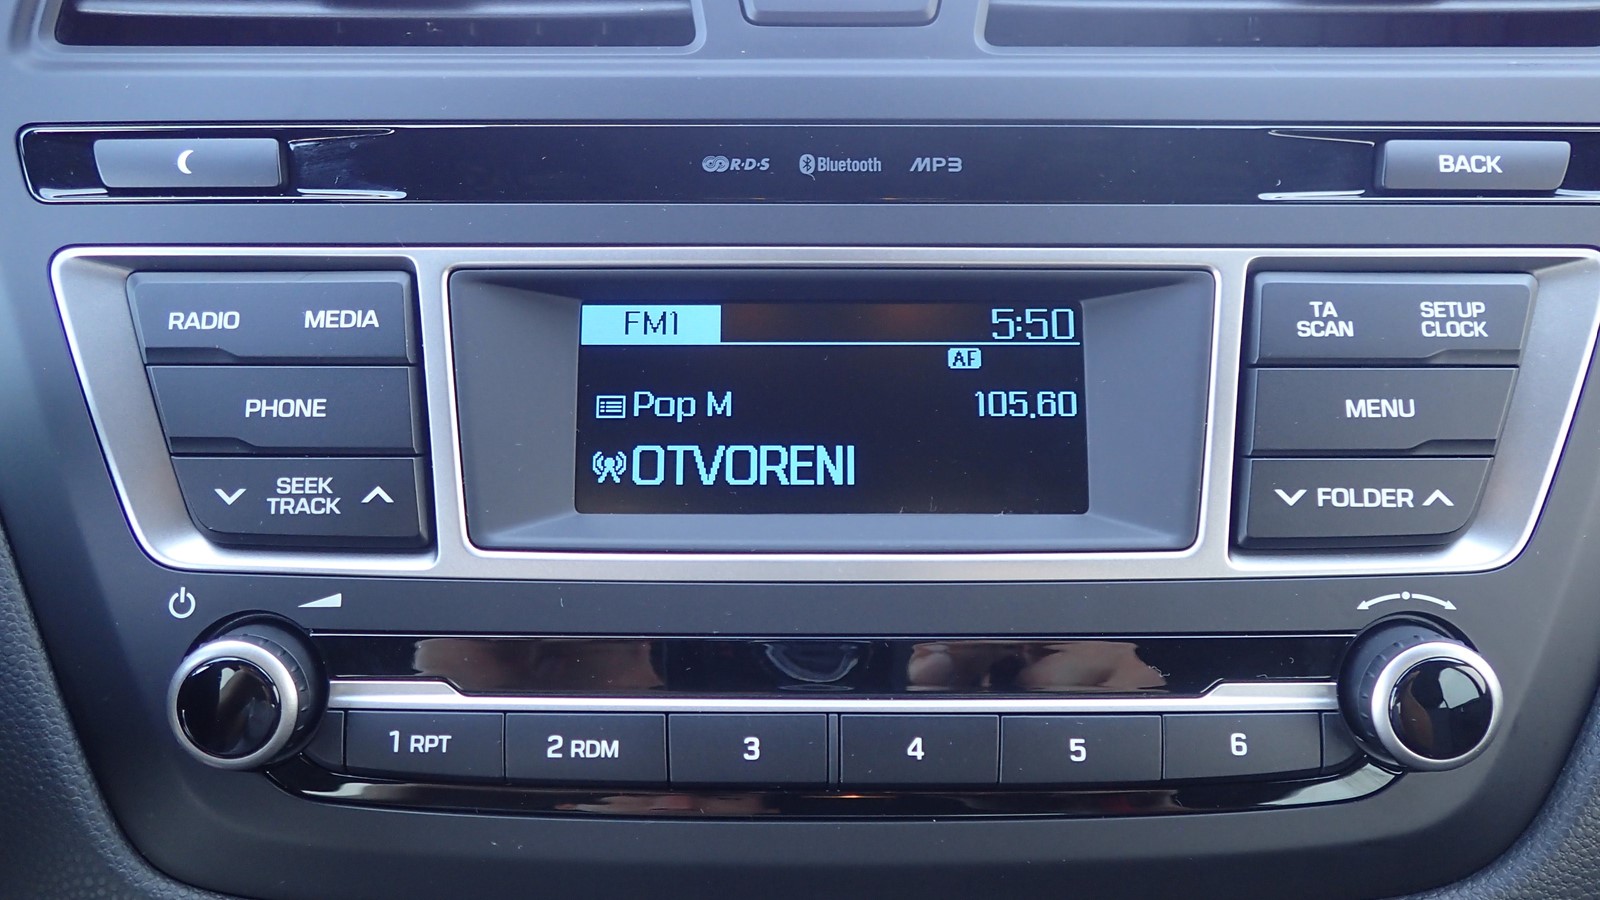 R·D·S Bluetooth MP3
BACK
RADIO MEDIA
PHONE
SEEK
TRACK
FM1 5:50
AF
Pop M 105.60
OTVORENI
TA
SCAN
SETUP
CLOCK
MENU
FOLDER
1 RPT 2 RDM 3 4 5 6